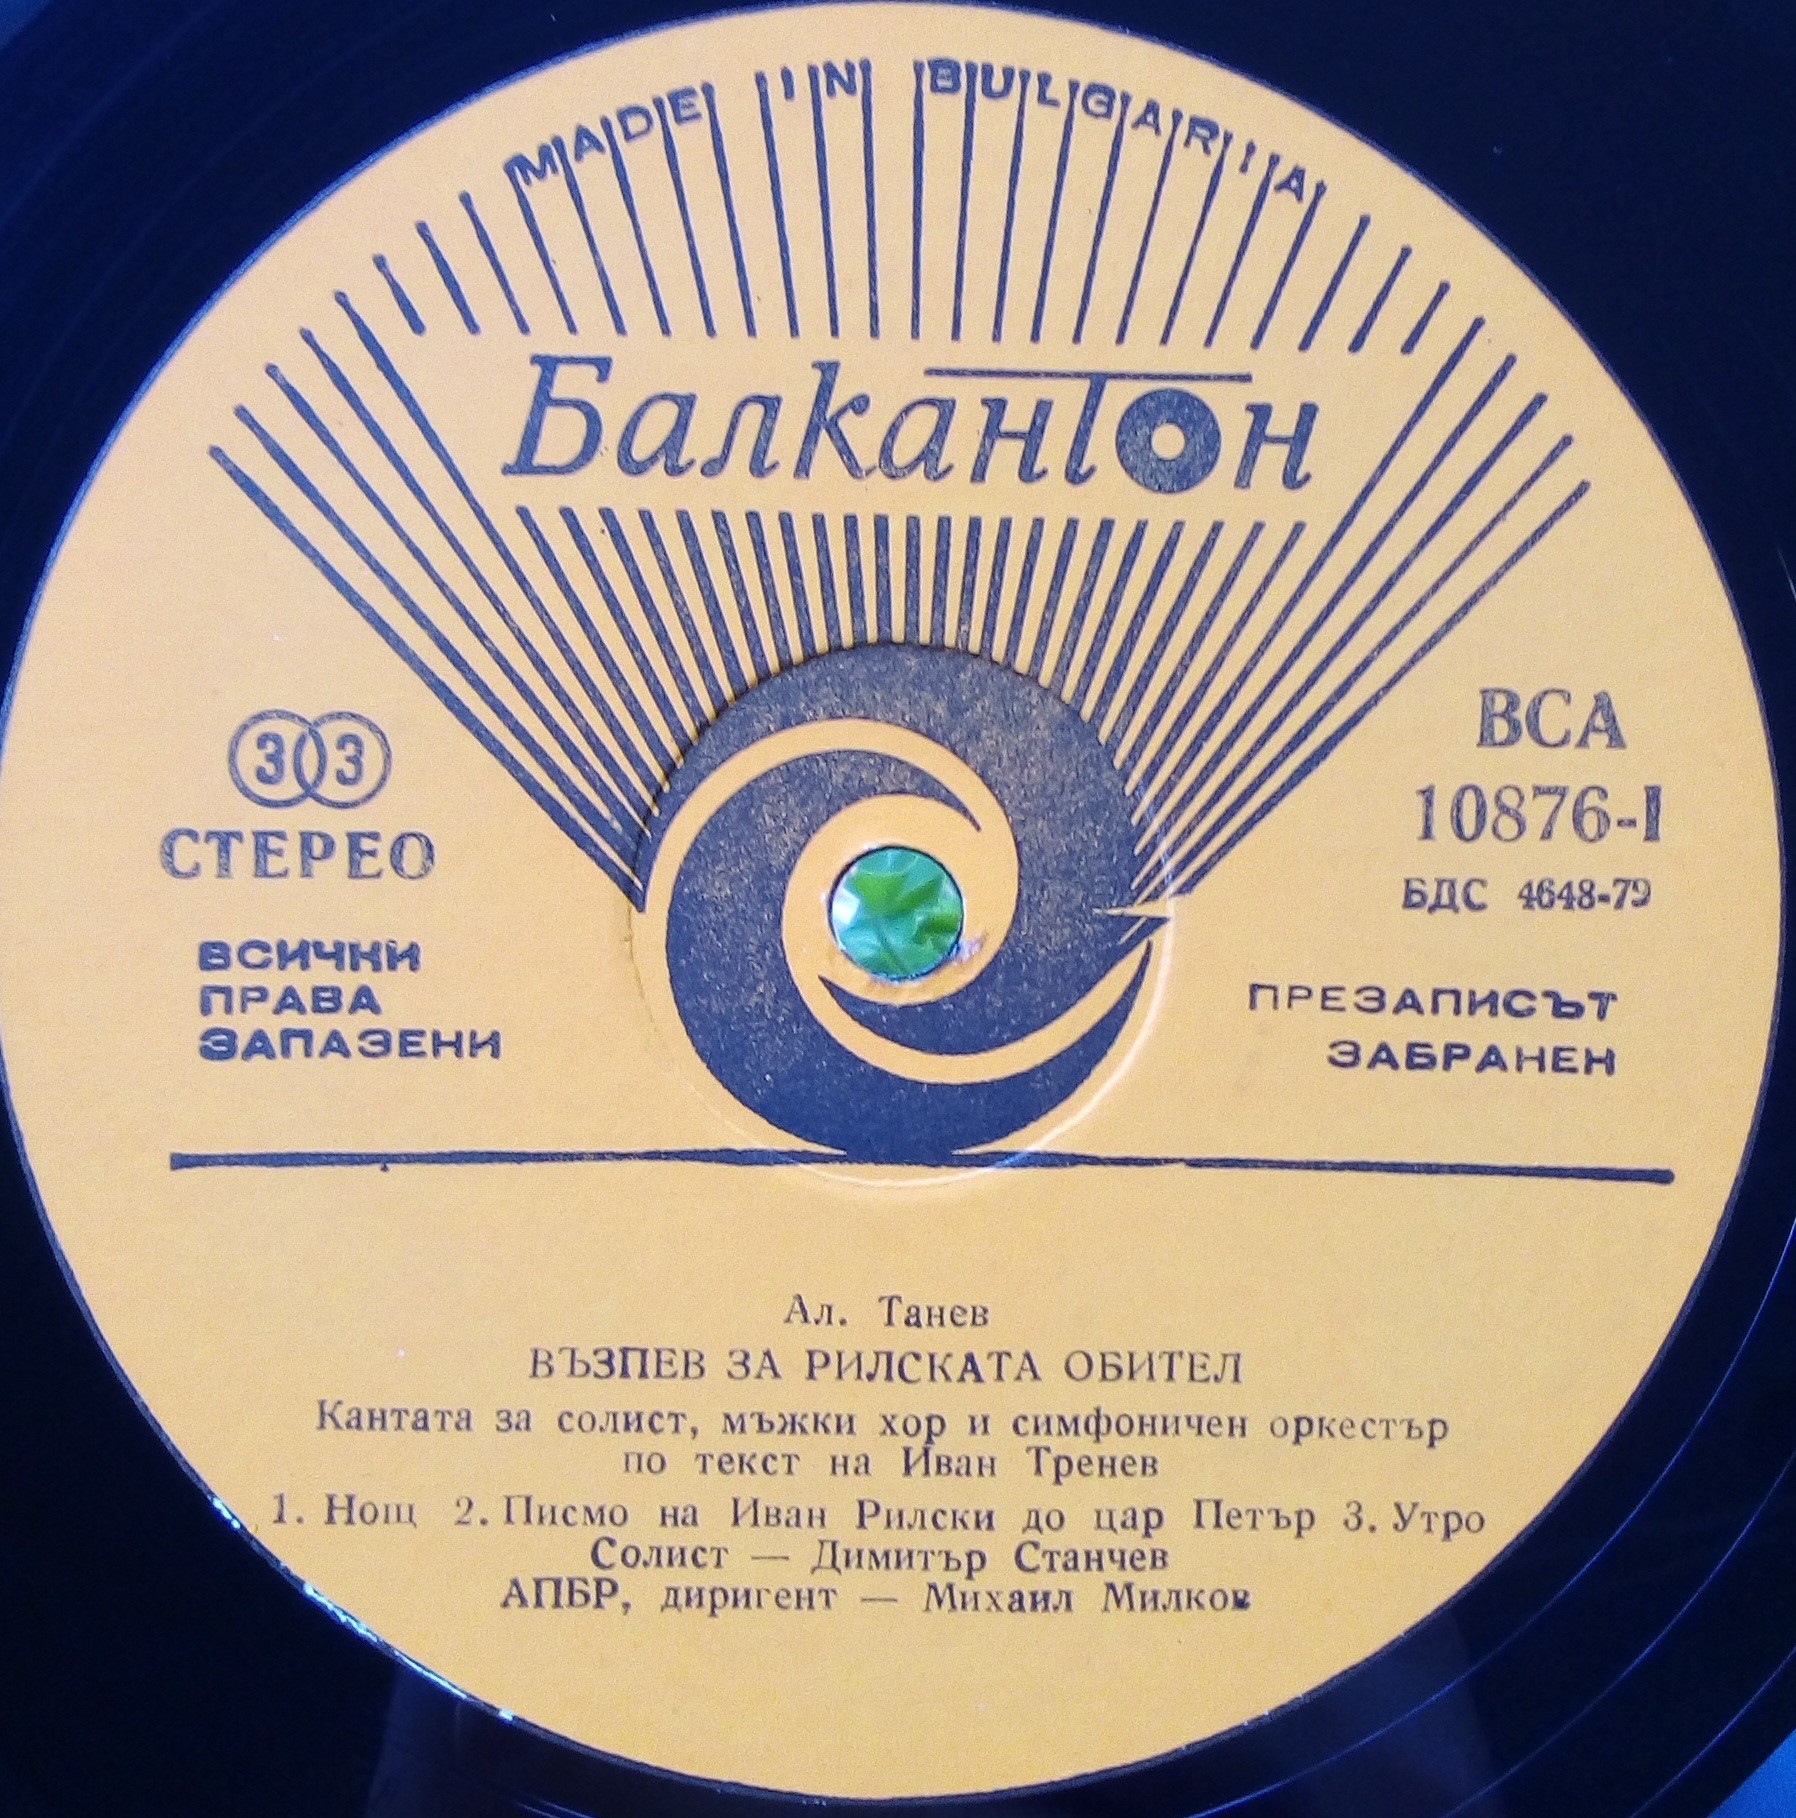 MADE IN BULGARIA
Балкантон
33
СТЕРЕО
ВСИЧКИ
ПРАВА
ЗАПАЗЕНИ
ВСА
10876-I
БДС 4648-79
ПРЕЗАПИСЪТ
ЗАБРАНЕН
Ал. Танев
ВЪЗПЕВ ЗА РИЛСКАТА ОБИТЕЛ
Кантата за солист, мъжки хор и симфоничен оркестър
по текст на Иван Тренев
1. Нощ 2. Писмо на Иван Рилски до цар Петър 3. Утро
Солист — Димитър Станчев
АПБР, диригент — Михаил Милков